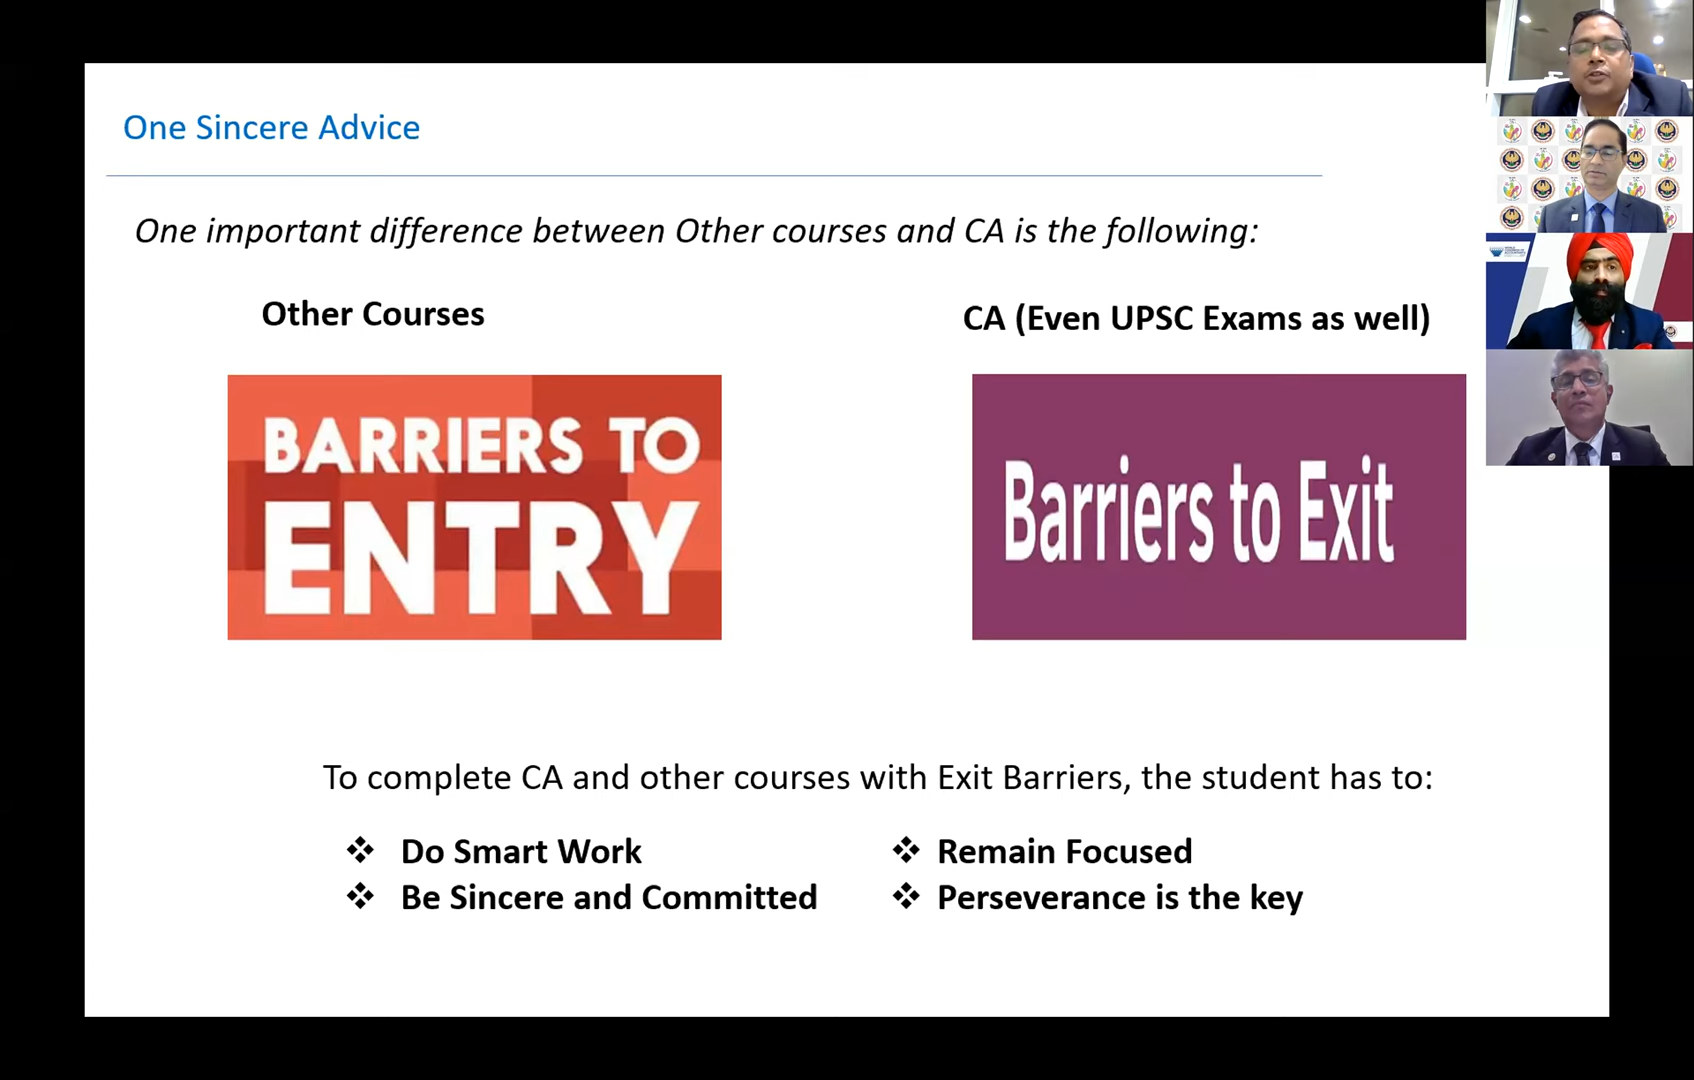 One Sincere Advice
One important difference between Other courses and CA is the following:
Other Courses
CA (Even UPSC Exams as well)
BARRIERS TO
ENTRY
Barriers to Exit
To complete CA and other courses with Exit Barriers, the student has to:
❖ Do Smart Work
❖ Be Sincere and Committed
❖ Remain Focused
❖ Perseverance is the key